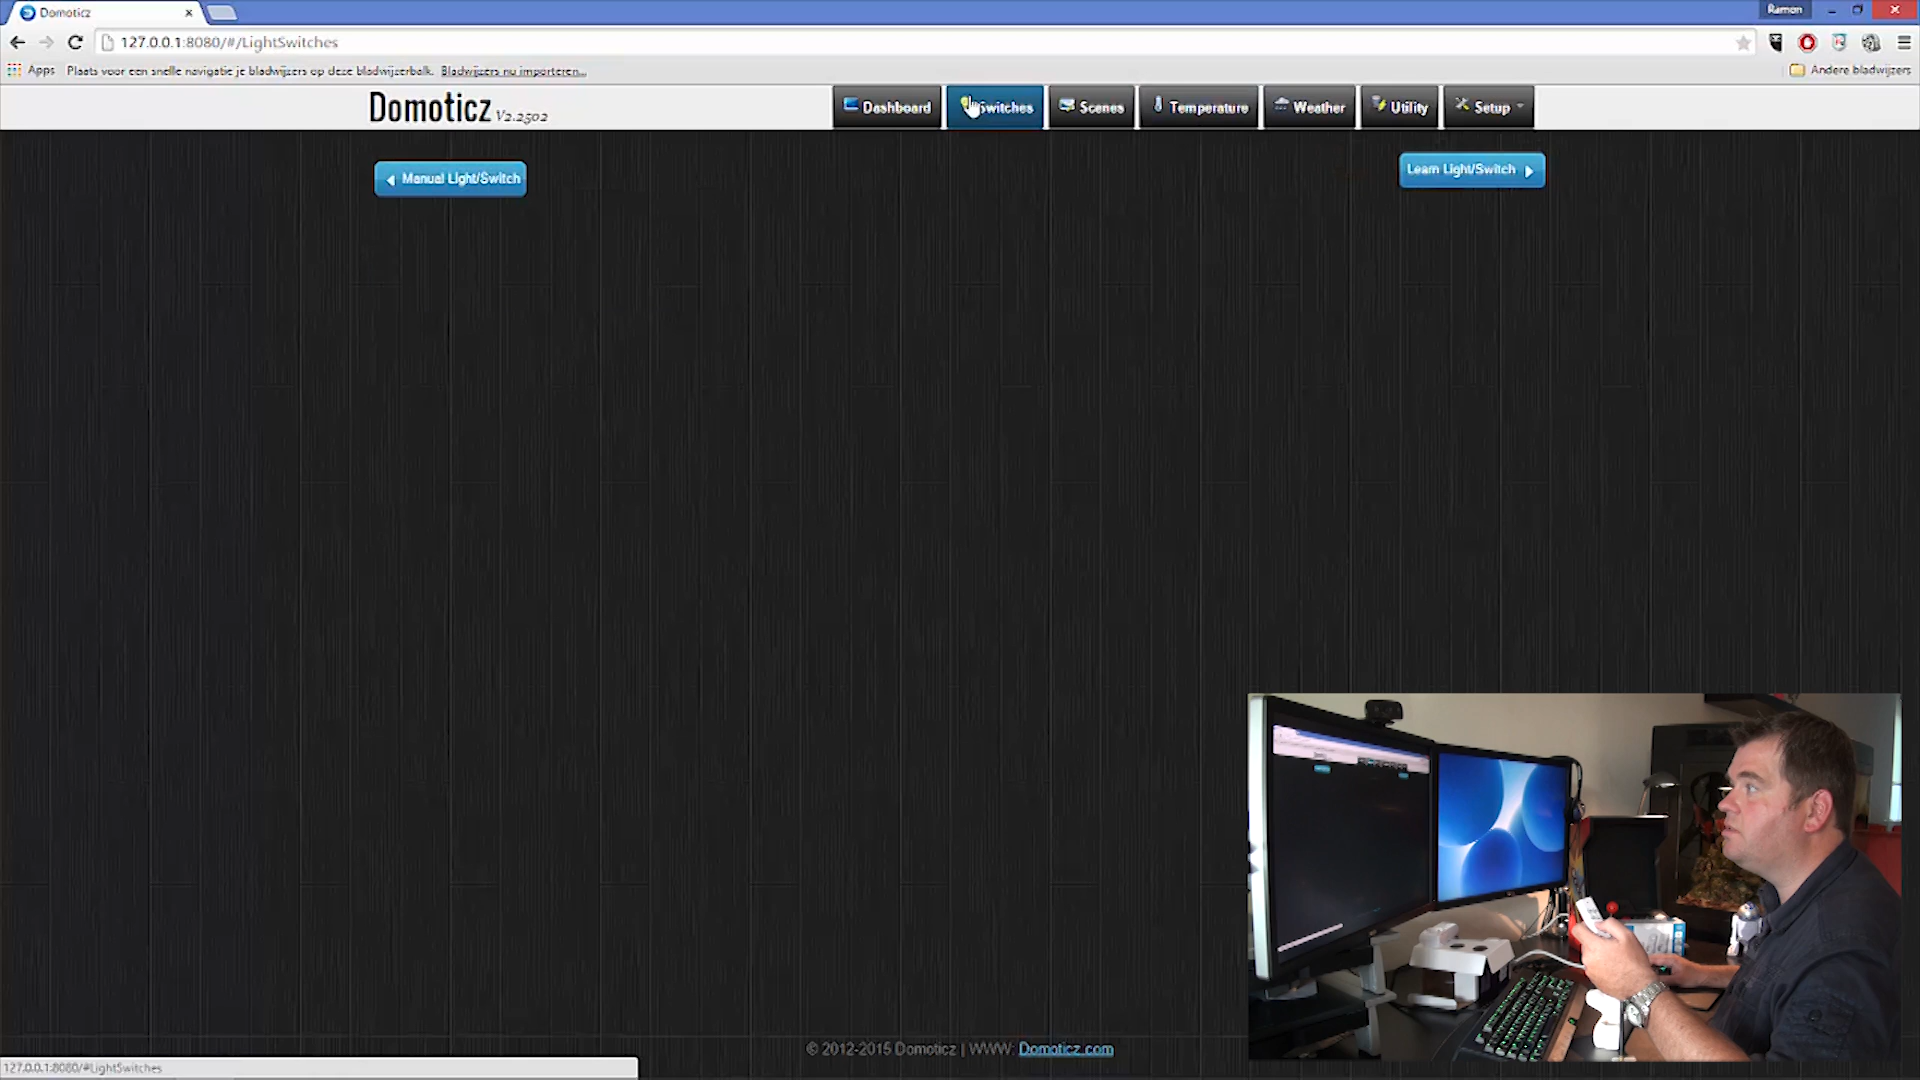 Domoticz
Ramon
127.0.0.1:8080/#/LightSwitches
Apps Plaats voor een snelle navigatie je bladwijzers op deze bladwijzerbalk. Bladwijzers nu importeren...
Andere bladwijzers
Domoticz V2.2502
Dashboard Switches Scenes Temperature Weather Utility Setup
Manual Light/Switch
Learn Light/Switch
© 2012-2015 Domoticz | WWW: Domoticz.com
127.0.0.1:8080/#LightSwitches